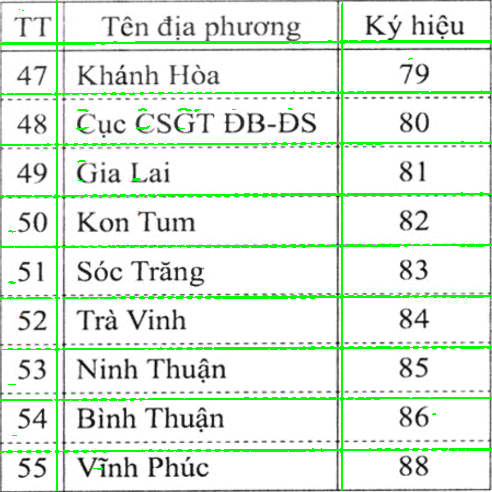 TT Tên địa phương Ký hiệu
47 Khánh Hòa 79
48 Cục CSGT ĐB-ĐS 80
49 Gia Lai 81
50 Kon Tum 82
51 Sóc Trăng 83
52 Trà Vinh 84
53 Ninh Thuận 85
54 Bình Thuận 86
55 Vĩnh Phúc 88